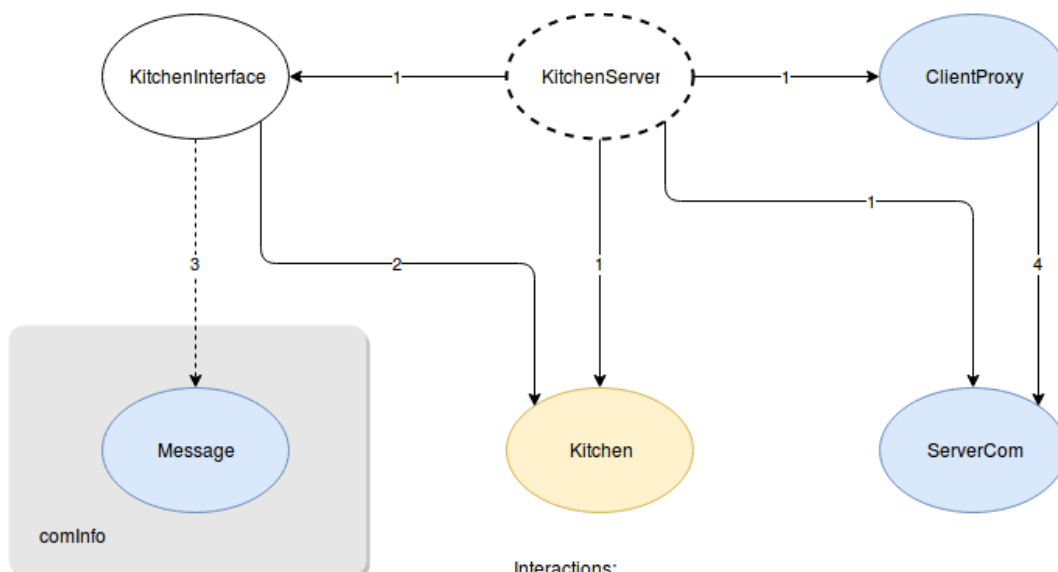 KitchenInterface
1
KitchenServer
1
ClientProxy
1
3
2
1
4
Message
Kitchen
ServerCom
comInfo
Interactions: